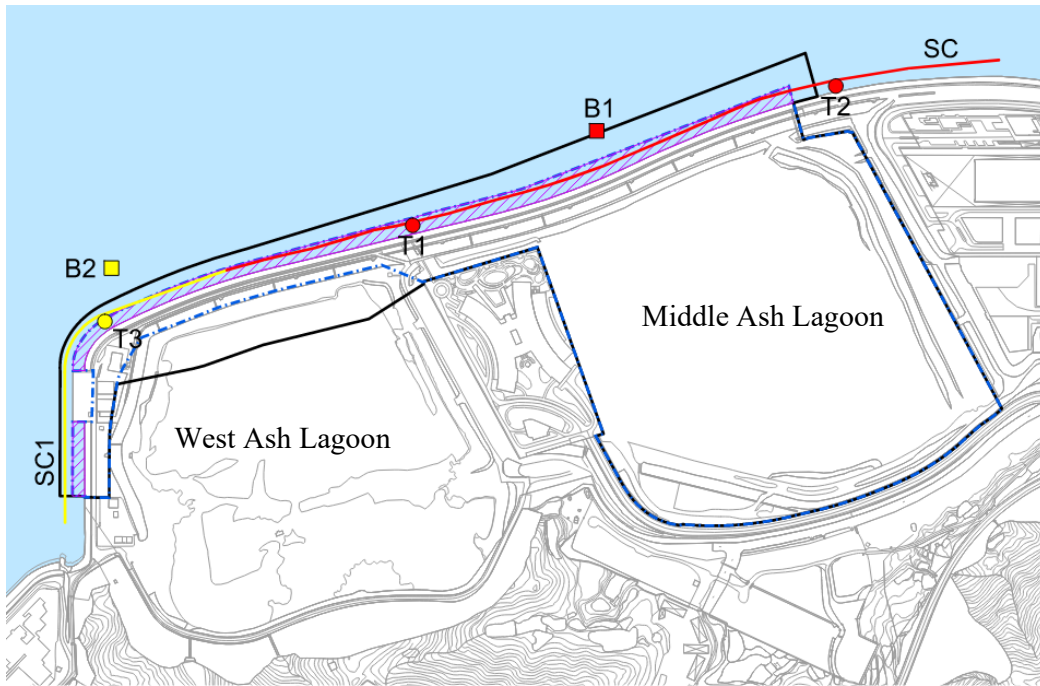 SC
B1
T2
T1
B2
T3
Middle Ash Lagoon
West Ash Lagoon
SC1